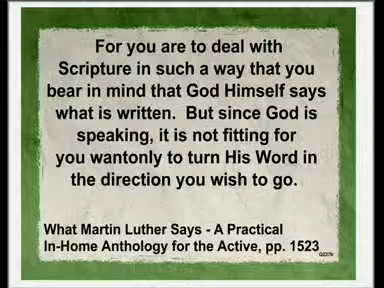 For you are to deal with
Scripture in such a way that you
bear in mind that God Himself says
what is written.  But since God is
speaking, it is not fitting for
you wantonly to turn His Word in
the direction you wish to go.
What Martin Luther Says - A Practical
In-Home Anthology for the Active, pp. 1523
Q227b